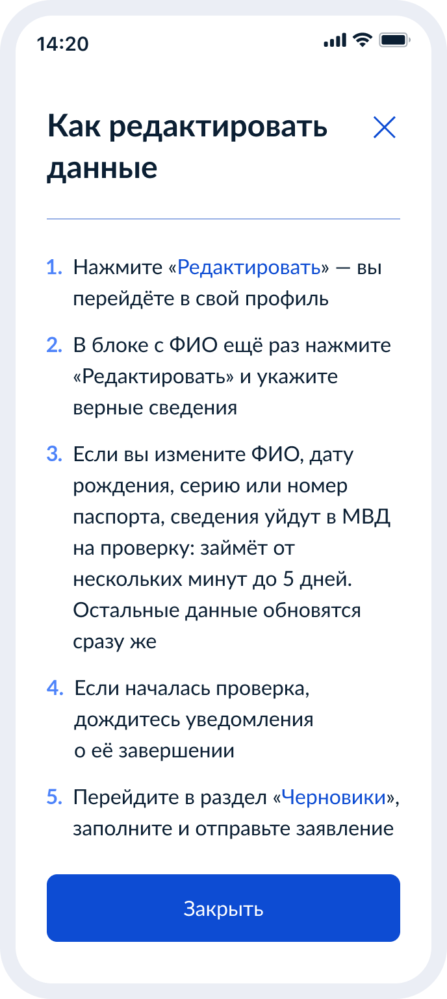 14:20
Как редактировать
данные
1. Нажмите «Редактировать» — вы
перейдёте в свой профиль
2. В блоке с ФИО ещё раз нажмите
«Редактировать» и укажите
верные сведения
3. Если вы измените ФИО, дату
рождения, серию или номер
паспорта, сведения уйдут в МВД
на проверку: займёт от
нескольких минут до 5 дней.
Остальные данные обновятся
сразу же
4. Если началась проверка,
дождитесь уведомления
о её завершении
5. Перейдите в раздел «Черновики»,
заполните и отправьте заявление
Закрыть